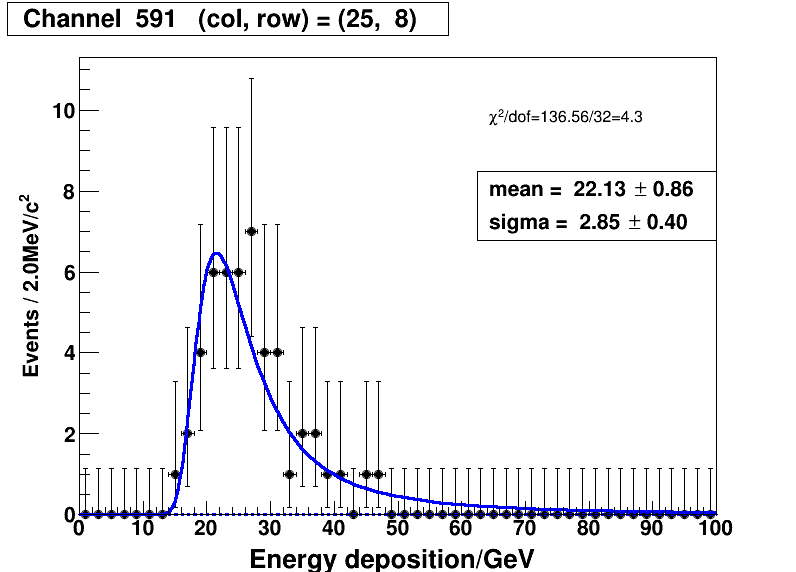 Channel 591 (col, row) = (25, 8)
χ²/dof=136.56/32=4.3
mean = 22.13 ± 0.86
sigma = 2.85 ± 0.40
Events / 2.0MeV/c²
10
8
6
4
2
0
0 10 20 30 40 50 60 70 80 90 100
Energy deposition/GeV